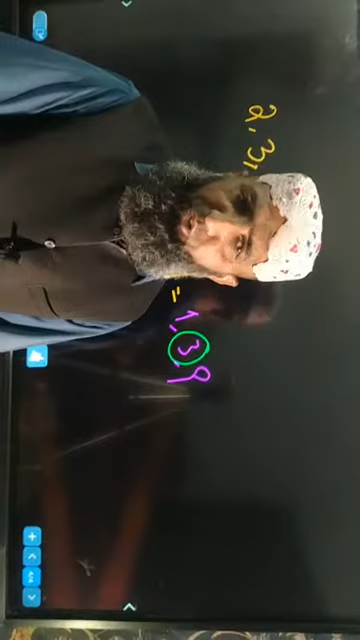 2, 3,
= 1, 3, 9